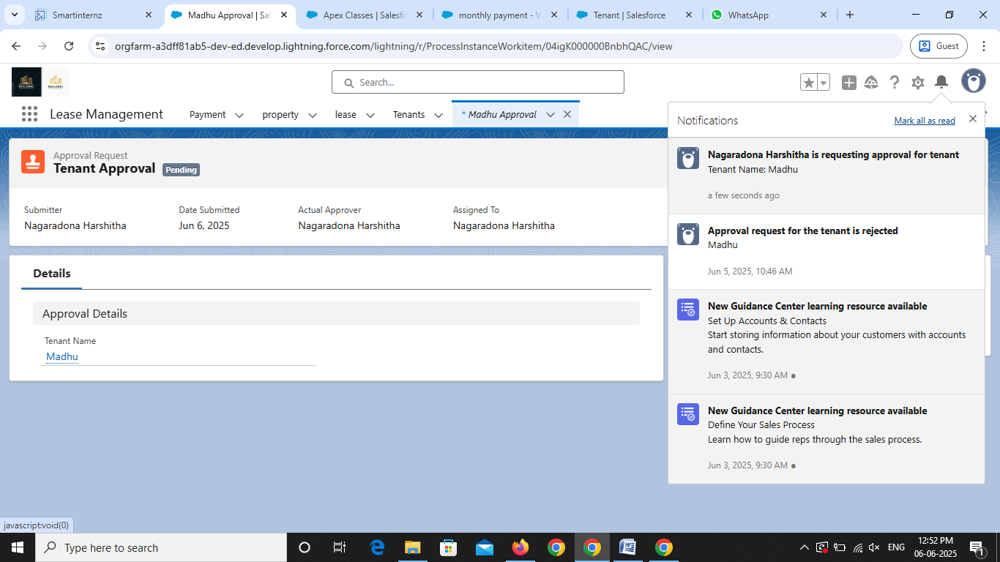 Smartinternz
Madhu Approval | Sal
Apex Classes | Salesfo
monthly payment - V
Tenant | Salesforce
WhatsApp
orgfarm-a3dff81ab5-dev-ed.develop.lightning.force.com/lightning/r/ProcessInstanceWorkitem/04igK000000BnbhQAC/view
Guest
BUILDING
BUILDING
Search...
Lease Management
Payment
property
lease
Tenants
* Madhu Approval
Approval Request
Tenant Approval
Pending
Submitter
Nagaradona Harshitha
Date Submitted
Jun 6, 2025
Actual Approver
Nagaradona Harshitha
Assigned To
Nagaradona Harshitha
Details
Approval Details
Tenant Name
Madhu
Notifications
Mark all as read
Nagaradona Harshitha is requesting approval for tenant
Tenant Name: Madhu
a few seconds ago
Approval request for the tenant is rejected
Madhu
Jun 5, 2025, 10:46 AM
New Guidance Center learning resource available
Set Up Accounts & Contacts
Start storing information about your customers with accounts
and contacts.
Jun 3, 2025, 9:30 AM
New Guidance Center learning resource available
Define Your Sales Process
Learn how to guide reps through the sales process.
Jun 3, 2025, 9:30 AM
javascript:void(0)
Type here to search
ENG
12:52 PM
06-06-2025
1